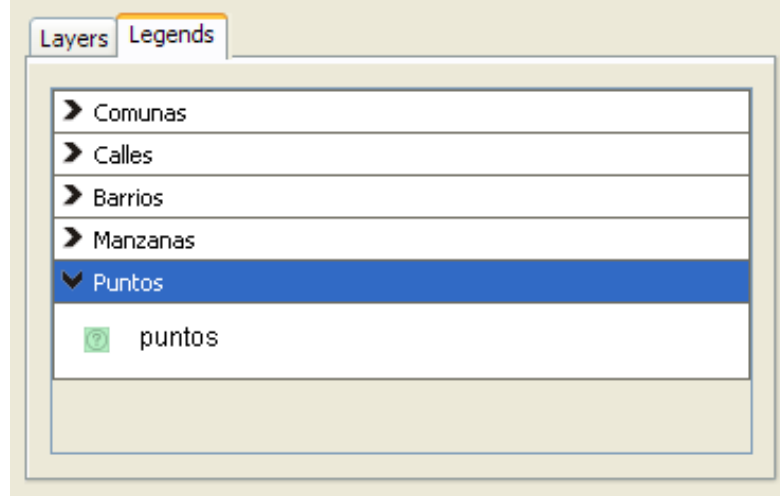 Layers Legends
Comunas
Calles
Barrios
Manzanas
Puntos
? puntos